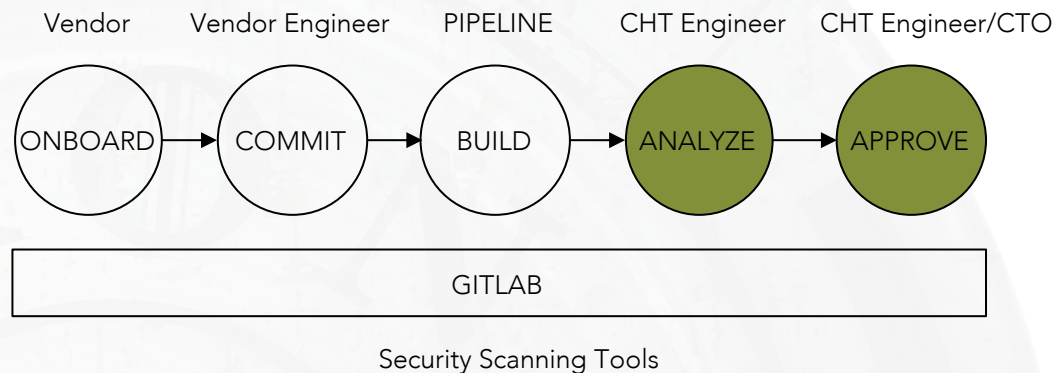 Vendor Vendor Engineer PIPELINE CHT Engineer CHT Engineer/CTO
ONBOARD COMMIT BUILD ANALYZE APPROVE
GITLAB
Security Scanning Tools